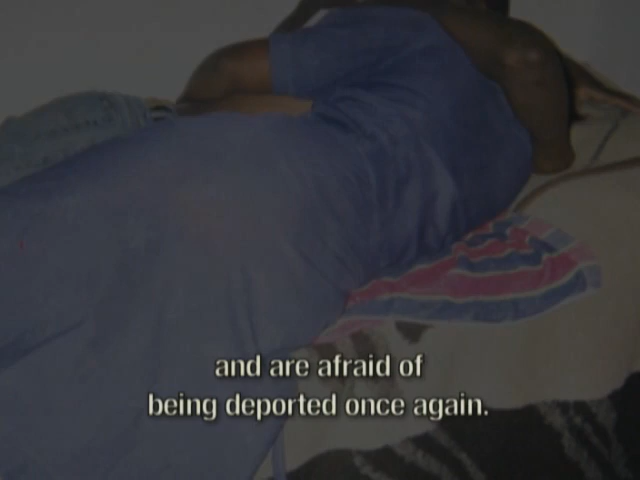 and are afraid of
being deported once again.